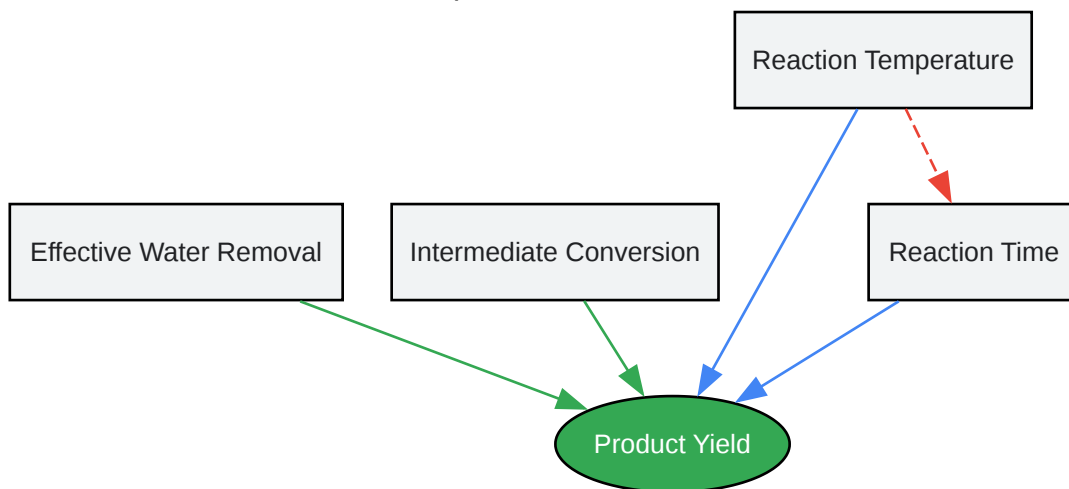 Reaction Temperature
Effective Water Removal
Intermediate Conversion
Reaction Time
Product Yield